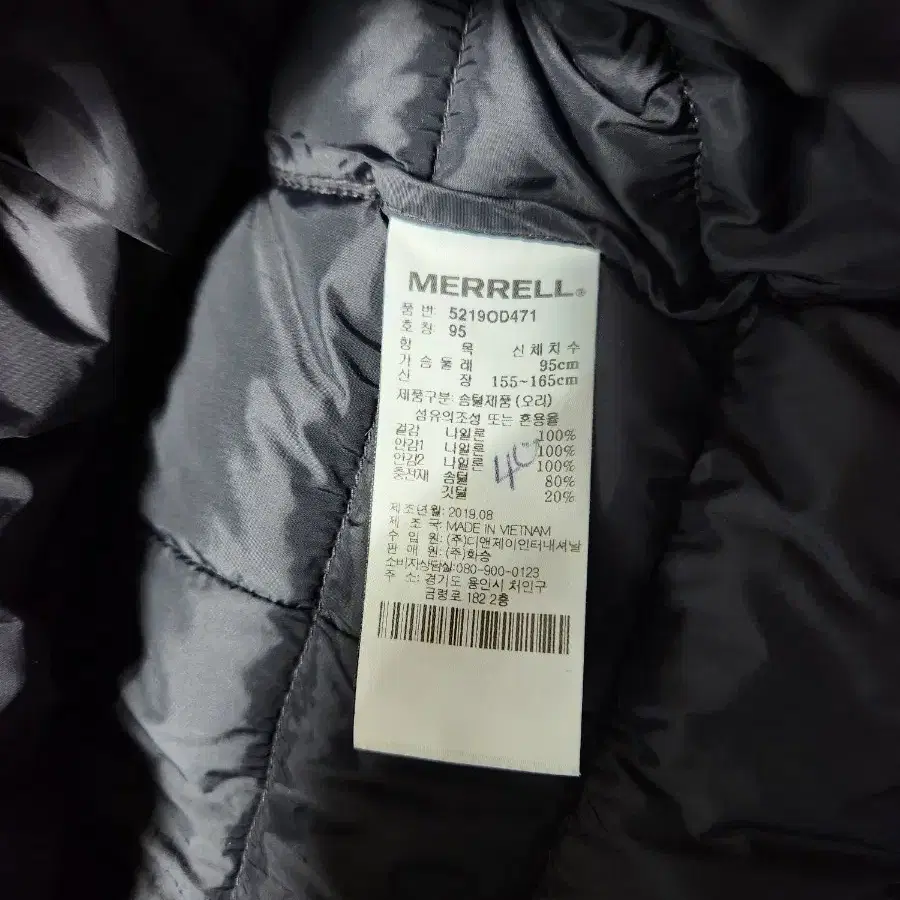 MERRELL®
품 번 5219OD471
호 칭 95
항 목 신 체 치 수
가 슴 둘 레 95cm
신 장 155~165cm
제품구분: 솜털제품 (오리)
섬유의조성 또는 혼용율
겉감 나일론 100%
안감1 나일론 100%
안감2 나일론 100%
충전재 솜털 80%
깃털 20%
40
제조년월: 2019.08
제 조 국: MADE IN VIETNAM
수 입 원: (주)디앤제이인터내셔날
판 매 원: (주)화승
소비자상담실: 080-900-0123
주 소: 경기도 용인시 처인구
금령로 182 2층